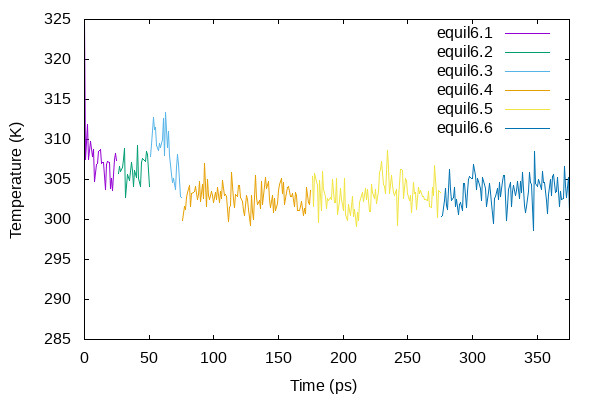 325
320
315
310
305
300
295
290
285
Temperature (K)
0 50 100 150 200 250 300 350
Time (ps)
equil6.1
equil6.2
equil6.3
equil6.4
equil6.5
equil6.6